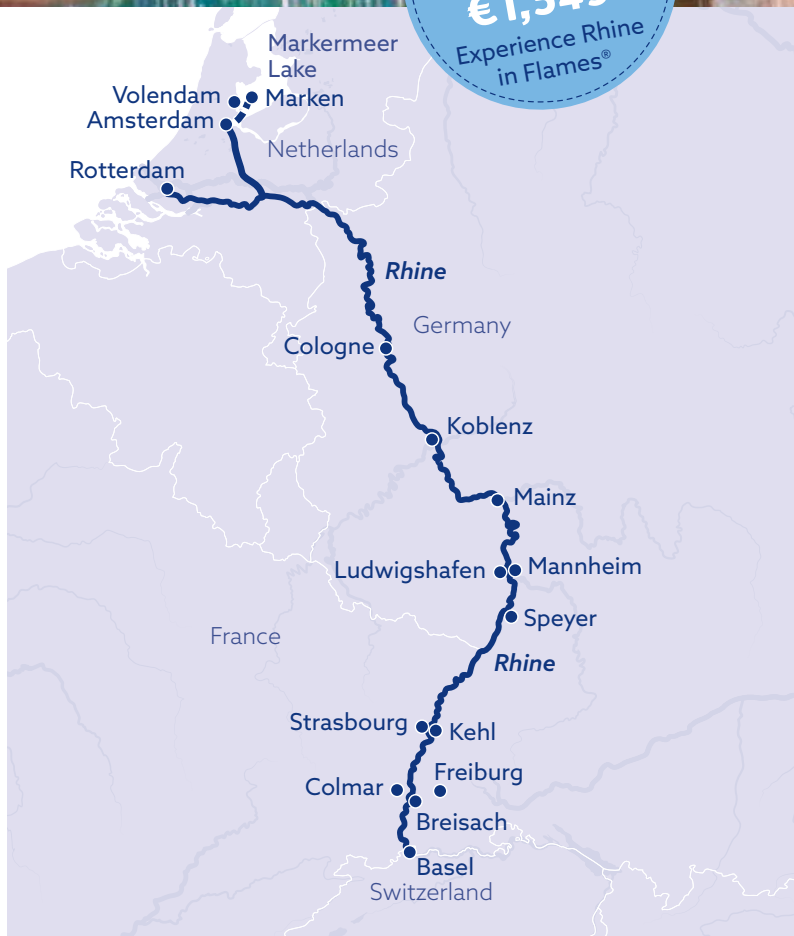 Experience Rhine
in Flames®
Markermeer
Lake
Volendam
Marken
Amsterdam
Netherlands
Rotterdam
Rhine
Germany
Cologne
Koblenz
Mainz
Ludwigshafen
Mannheim
Speyer
France
Rhine
Strasbourg
Kehl
Freiburg
Colmar
Breisach
Basel
Switzerland